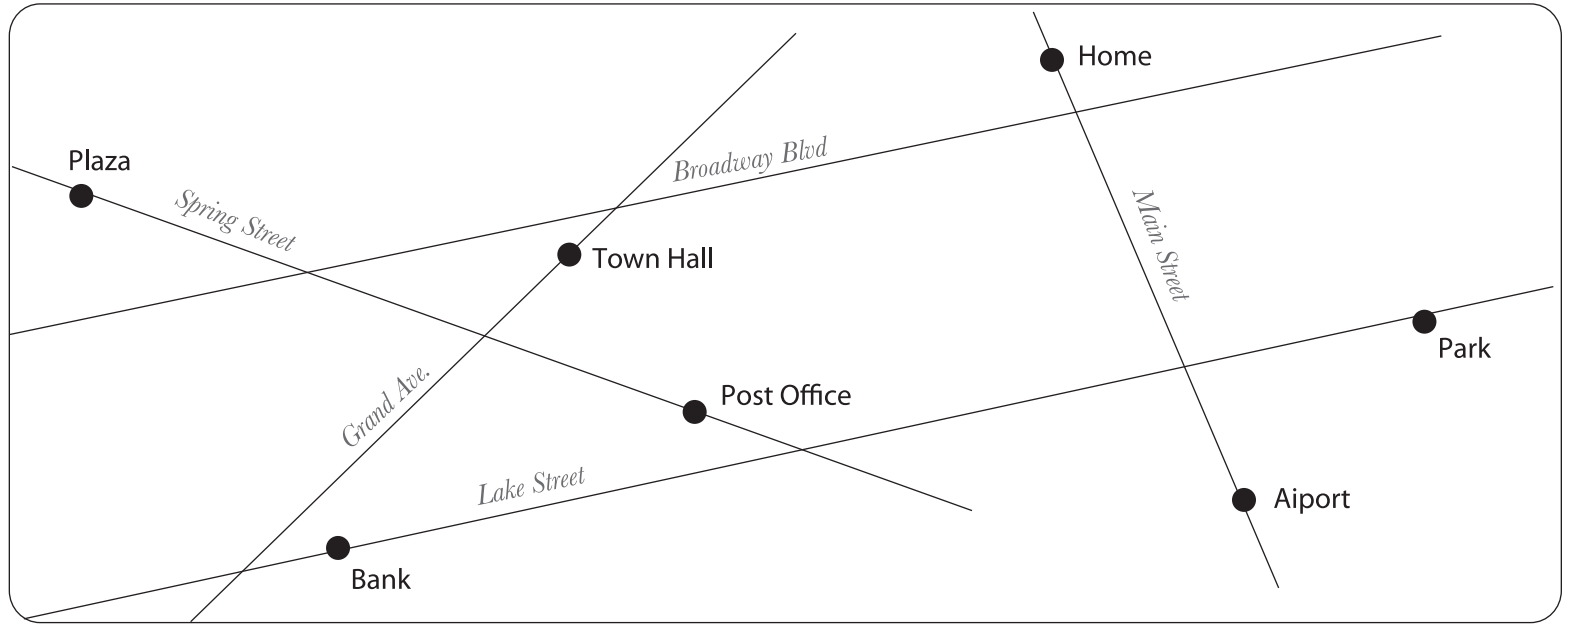 Home
Broadway Blvd
Plaza
Spring Street
Main Street
Town Hall
Park
Grand Ave.
Post Office
Lake Street
Aiport
Bank